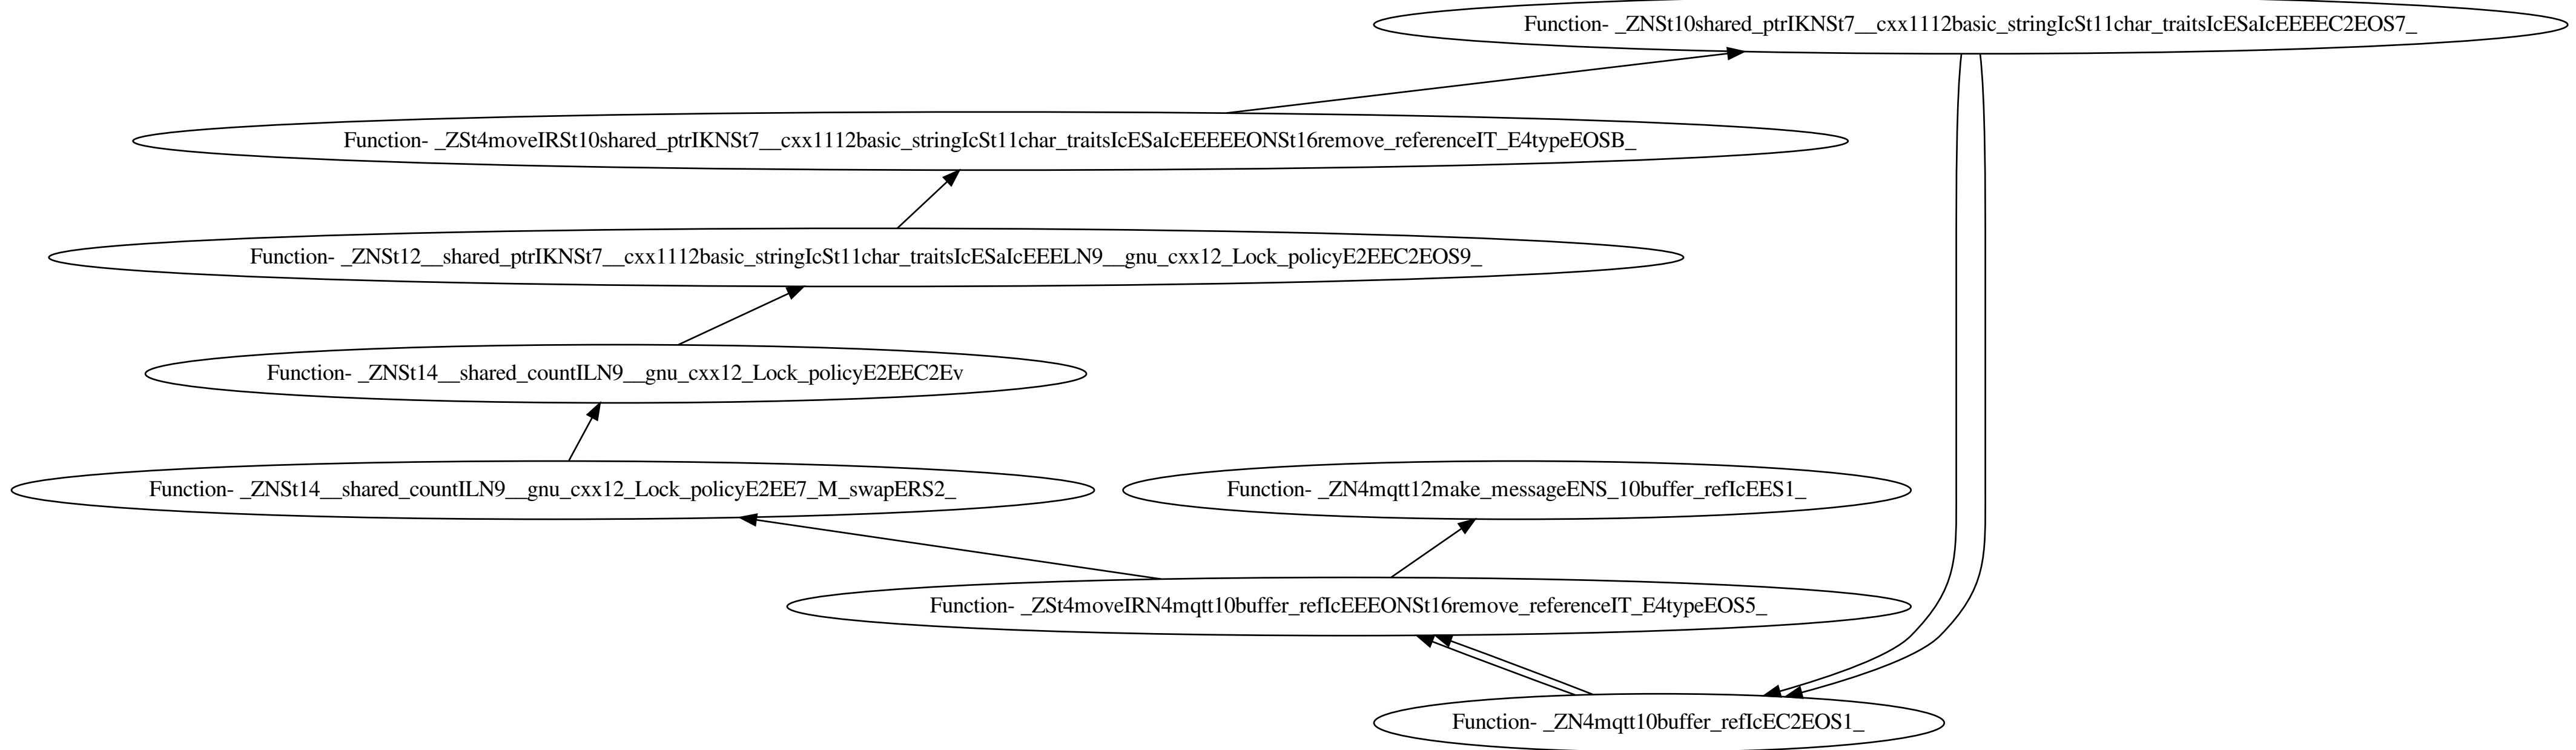 Function- _ZNSt10shared_ptrIKNSt7__cxx1112basic_stringIcSt11char_traitsIcESaIcEEEEC2EOS7_
Function- _ZSt4moveIRSt10shared_ptrIKNSt7__cxx1112basic_stringIcSt11char_traitsIcESaIcEEEEEONSt16remove_referenceIT_E4typeEOSB_
Function- _ZNSt12__shared_ptrIKNSt7__cxx1112basic_stringIcSt11char_traitsIcESaIcEEELN9__gnu_cxx12_Lock_policyE2EEC2EOS9_
Function- _ZNSt14__shared_countILN9__gnu_cxx12_Lock_policyE2EEC2Ev
Function- _ZNSt14__shared_countILN9__gnu_cxx12_Lock_policyE2EE7_M_swapERS2_
Function- _ZN4mqtt12make_messageENS_10buffer_refIcEES1_
Function- _ZSt4moveIRN4mqtt10buffer_refIcEEEONSt16remove_referenceIT_E4typeEOS5_
Function- _ZN4mqtt10buffer_refIcEC2EOS1_